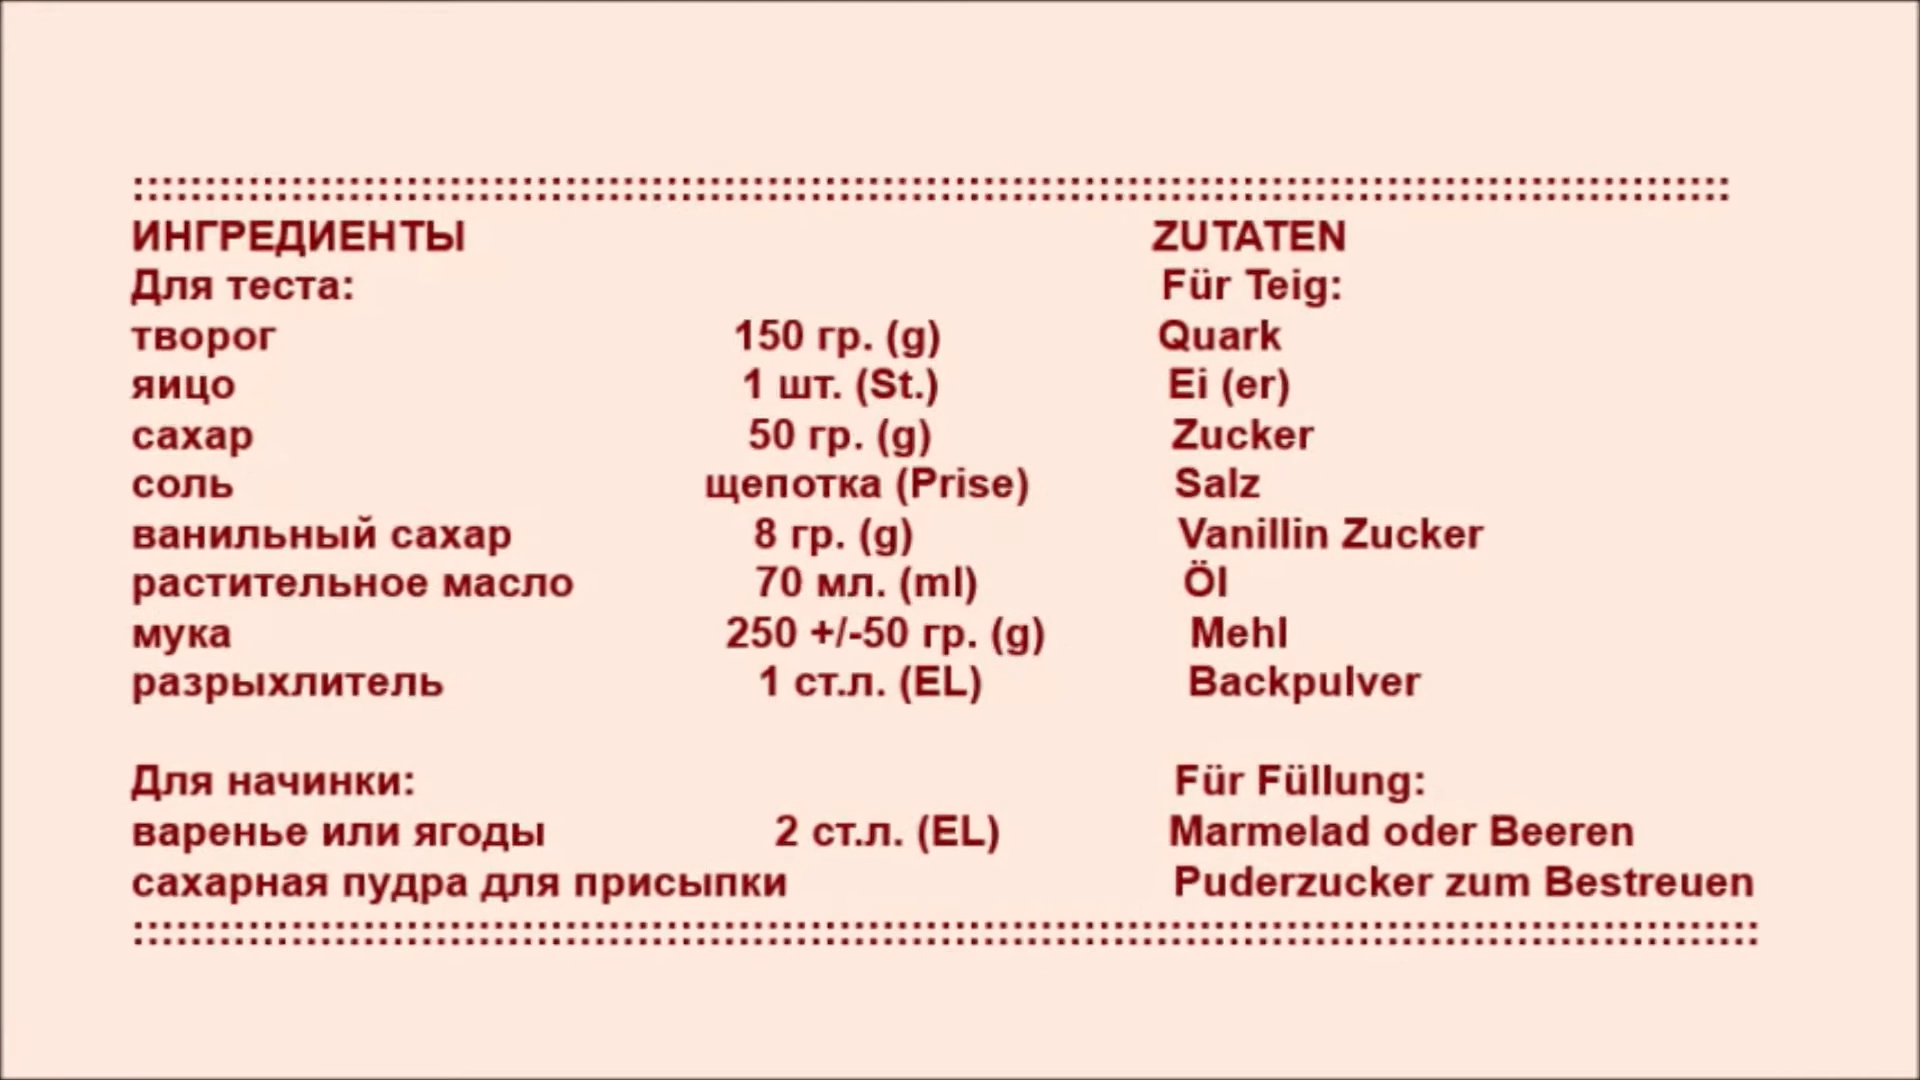 ИНГРЕДИЕНТЫ ZUTATEN
Для теста: Für Teig:
творог 150 гр. (g) Quark
яицо 1 шт. (St.) Ei (er)
сахар 50 гр. (g) Zucker
соль щепотка (Prise) Salz
ванильный сахар 8 гр. (g) Vanillin Zucker
растительное масло 70 мл. (ml) Öl
мука 250 +/-50 гр. (g) Mehl
разрыхлитель 1 ст.л. (EL) Backpulver
Для начинки: Für Füllung:
варенье или ягоды 2 ст.л. (EL) Marmelad oder Beeren
сахарная пудра для присыпки Puderzucker zum Bestreuen